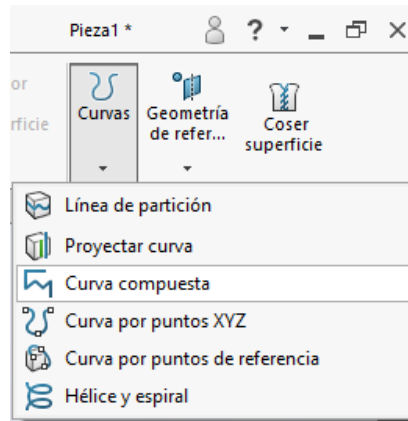 Pieza1 *
?
or
rficie
Curvas
Geometría
de refer...
Coser
superficie
Línea de partición
Proyectar curva
Curva compuesta
Curva por puntos XYZ
Curva por puntos de referencia
Hélice y espiral